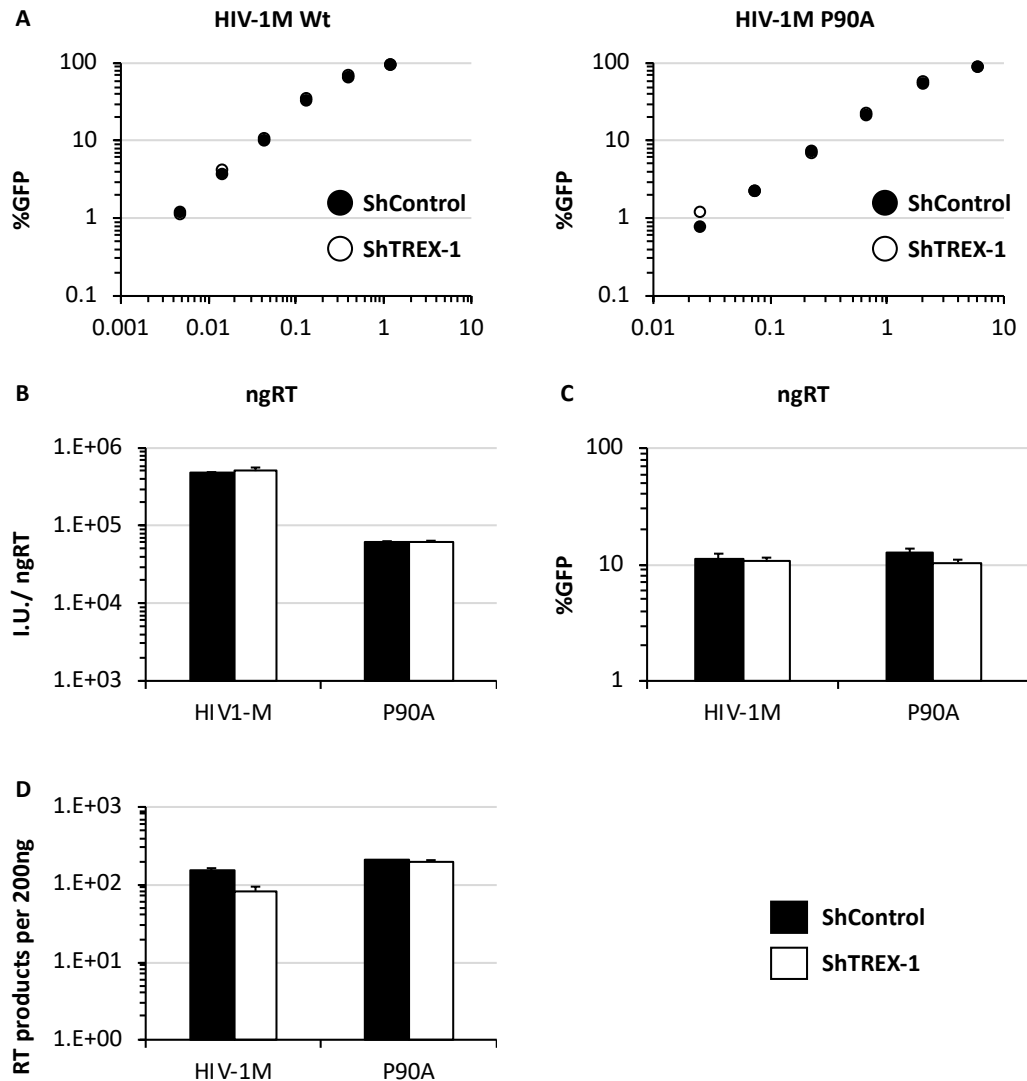 A
HIV-1M Wt
%GFP
100
10
1
0.1
0.001 0.01 0.1 1 10
ShControl
ShTREX-1
HIV-1M P90A
%GFP
100
10
1
0.1
0.01 0.1 1 10
ShControl
ShTREX-1
B
ngRT
I.U./ ngRT
1.E+06
1.E+05
1.E+04
1.E+03
HIV1-M P90A
C
ngRT
%GFP
100
10
1
HIV-1M P90A
D
RT products per 200ng
1.E+03
1.E+02
1.E+01
1.E+00
HIV-1M P90A
ShControl
ShTREX-1